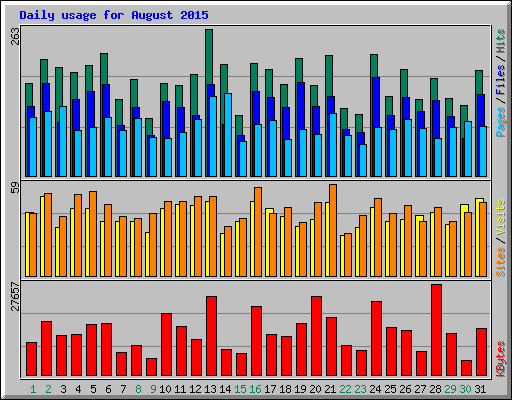 Daily usage for August 2015
263
Pages / Files / Hits
59
Sites / Visits
27657
KBytes
1 2 3 4 5 6 7 8 9 10 11 12 13 14 15 16 17 18 19 20 21 22 23 24 25 26 27 28 29 30 31